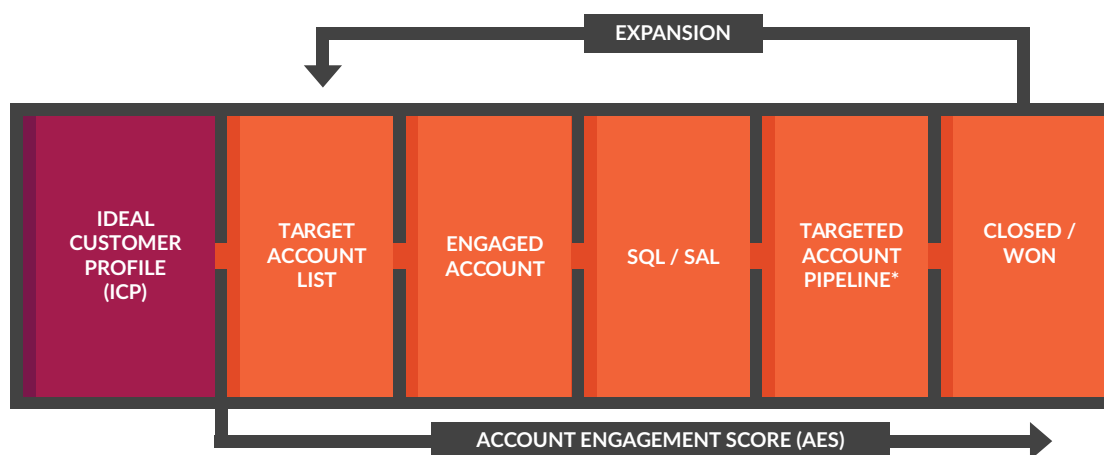 EXPANSION
IDEAL
CUSTOMER
PROFILE
(ICP)
TARGET
ACCOUNT
LIST
ENGAGED
ACCOUNT
SQL / SAL
TARGETED
ACCOUNT
PIPELINE*
CLOSED /
WON
ACCOUNT ENGAGEMENT SCORE (AES)